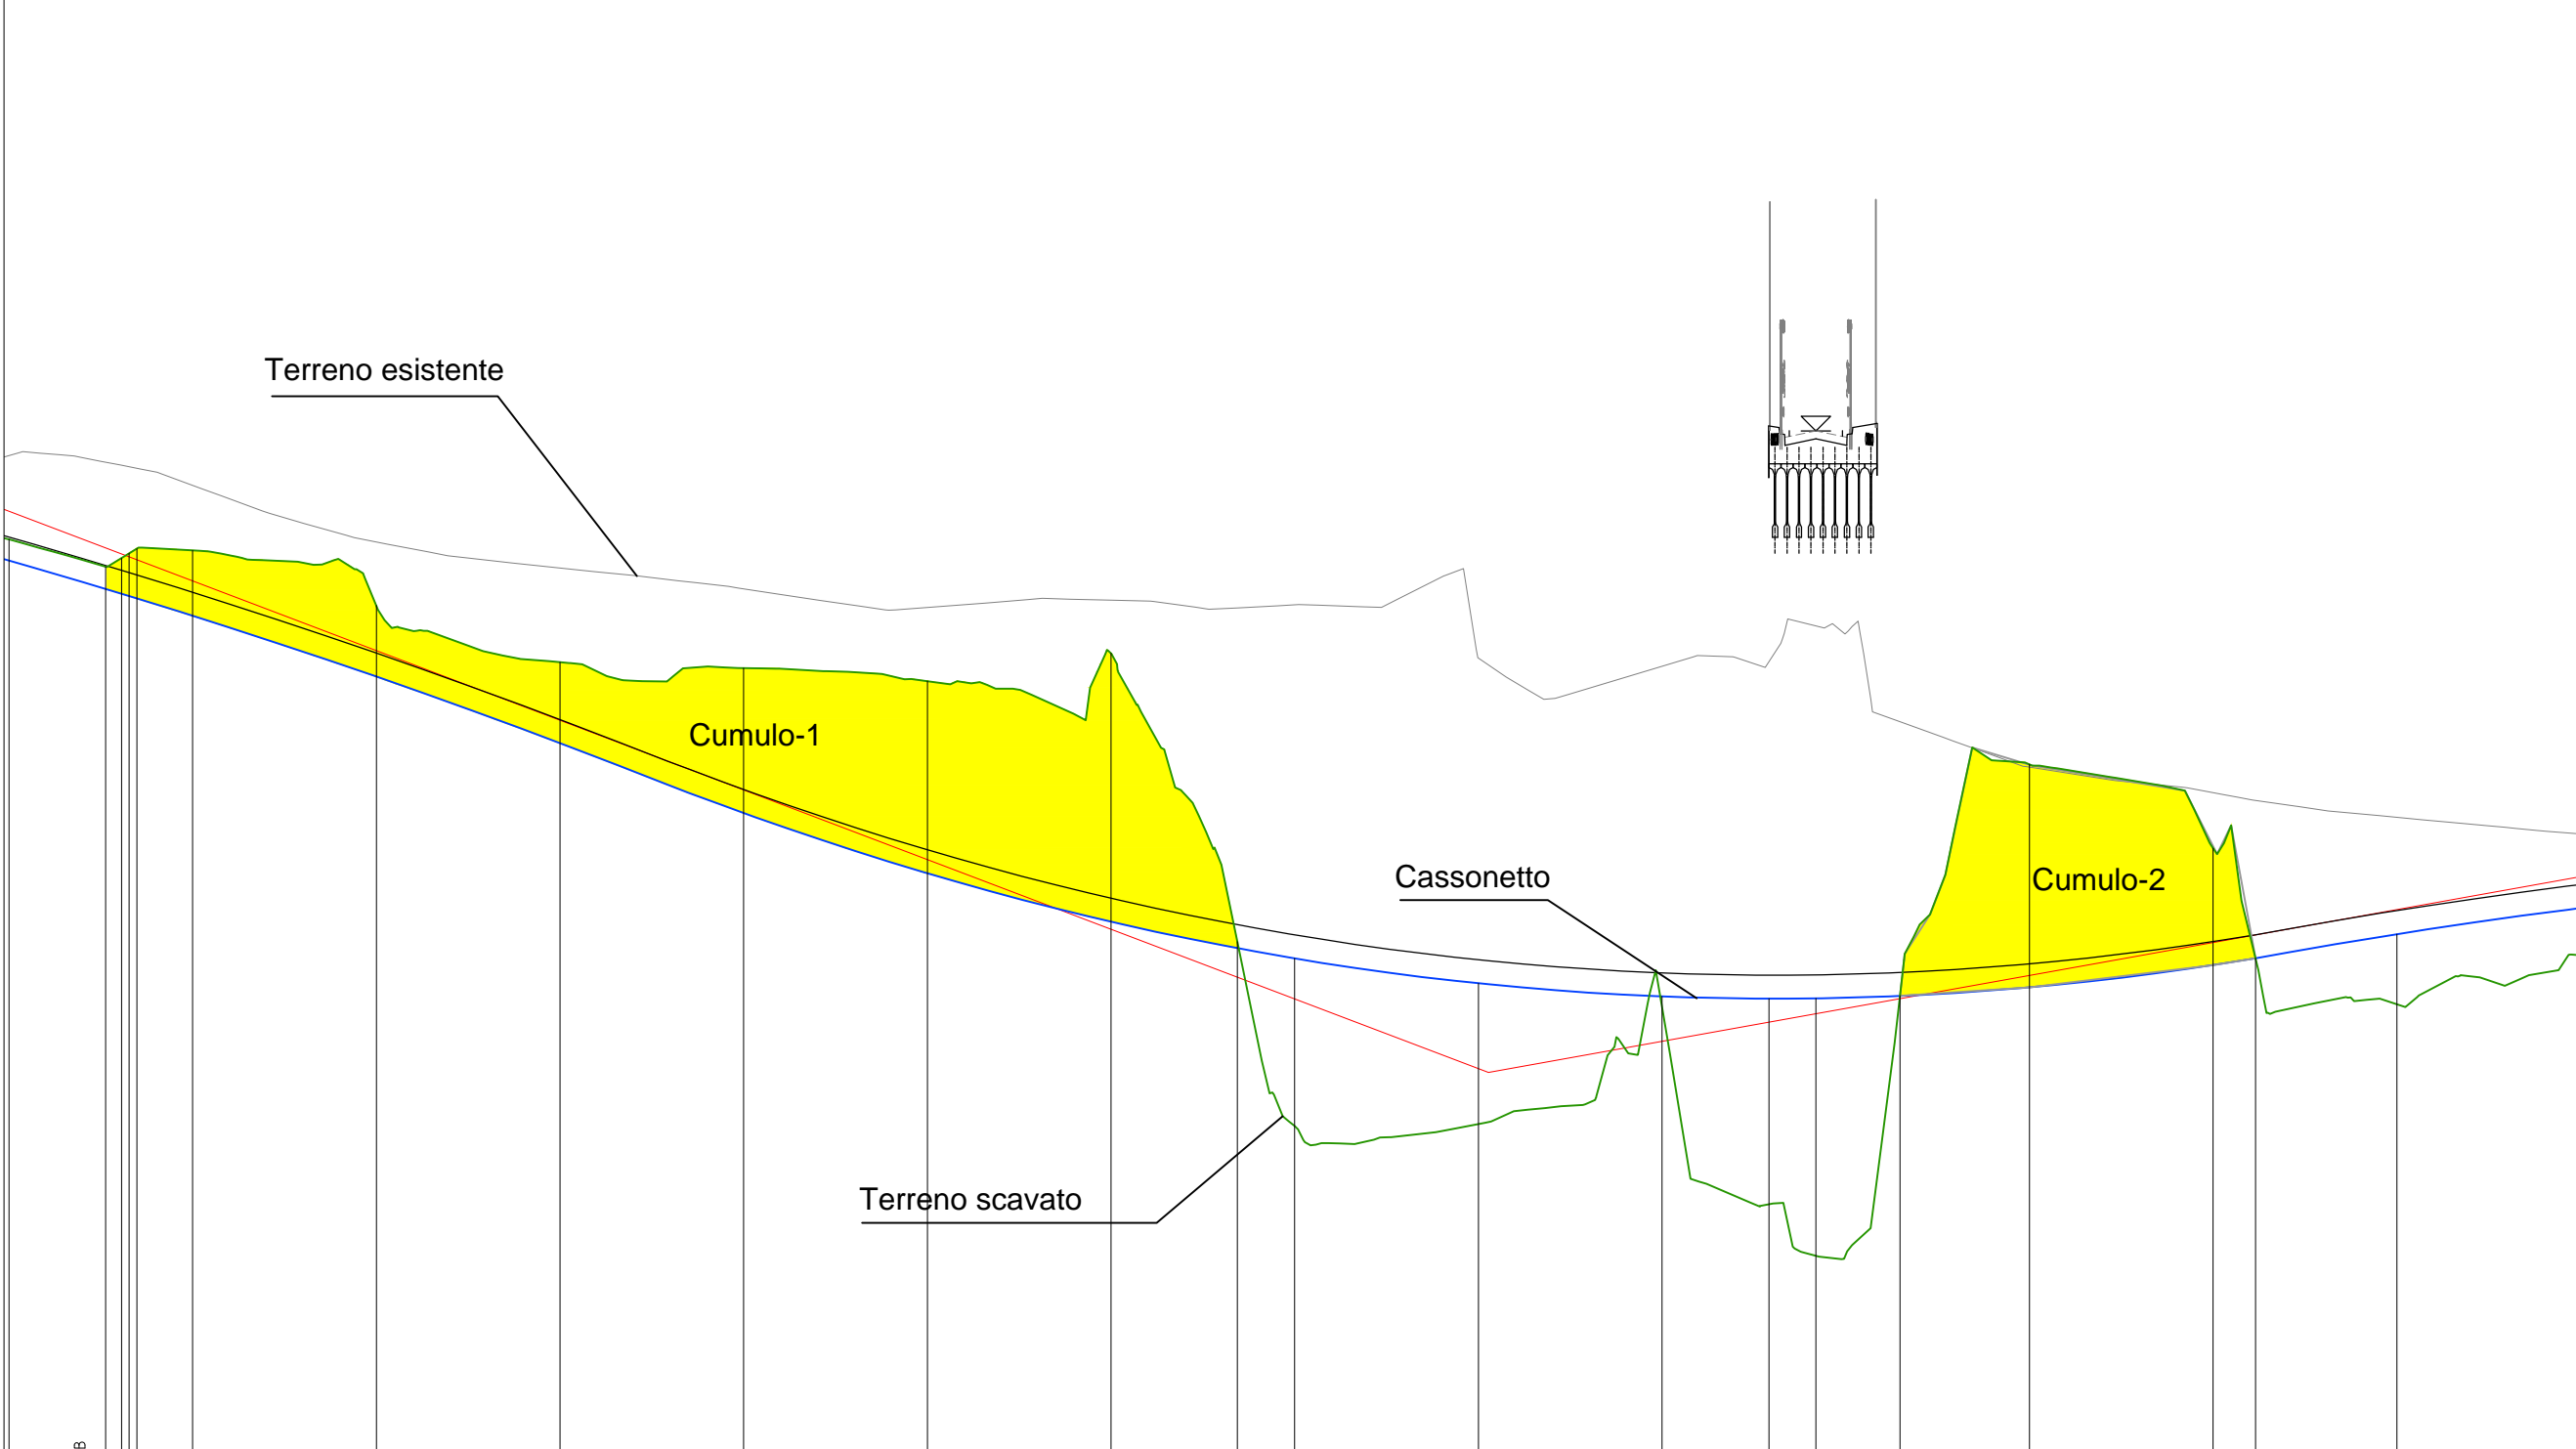 Terreno esistente
Cumulo-1
Cassonetto
Cumulo-2
Terreno scavato
B